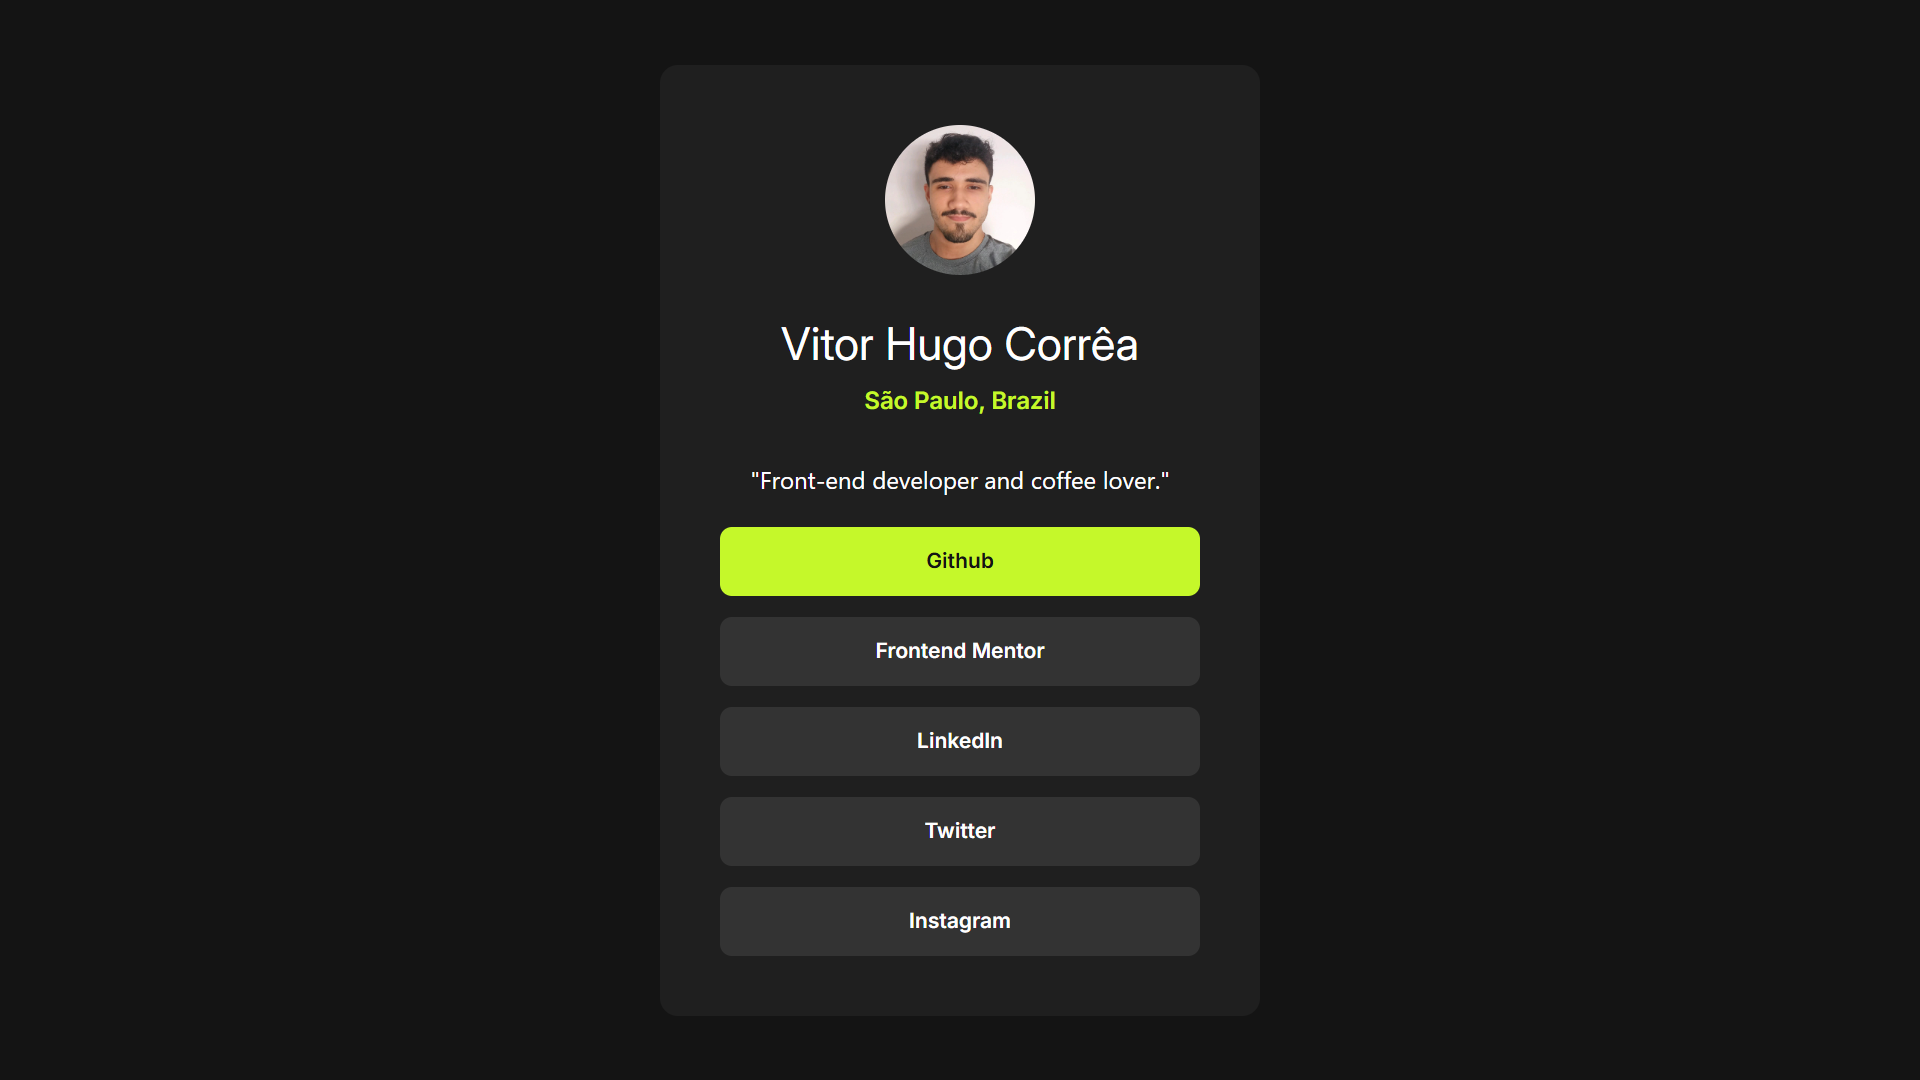 Vitor Hugo Corrêa
São Paulo, Brazil
"Front-end developer and coffee lover."
Github
Frontend Mentor
LinkedIn
Twitter
Instagram